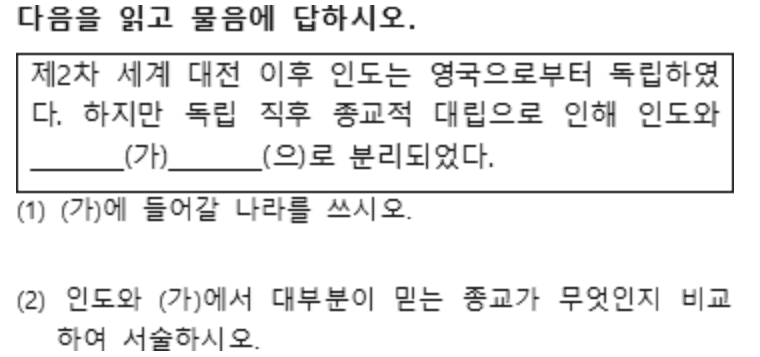 다음을 읽고 물음에 답하시오.
제2차 세계 대전 이후 인도는 영국으로부터 독립하였
다. 하지만 독립 직후 종교적 대립으로 인해 인도와
______(가)______(으)로 분리되었다.
(1) (가)에 들어갈 나라를 쓰시오.
(2) 인도와 (가)에서 대부분이 믿는 종교가 무엇인지 비교
하여 서술하시오.